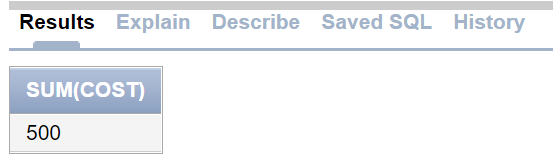 Results Explain Describe Saved SQL History
SUM(COST)
500